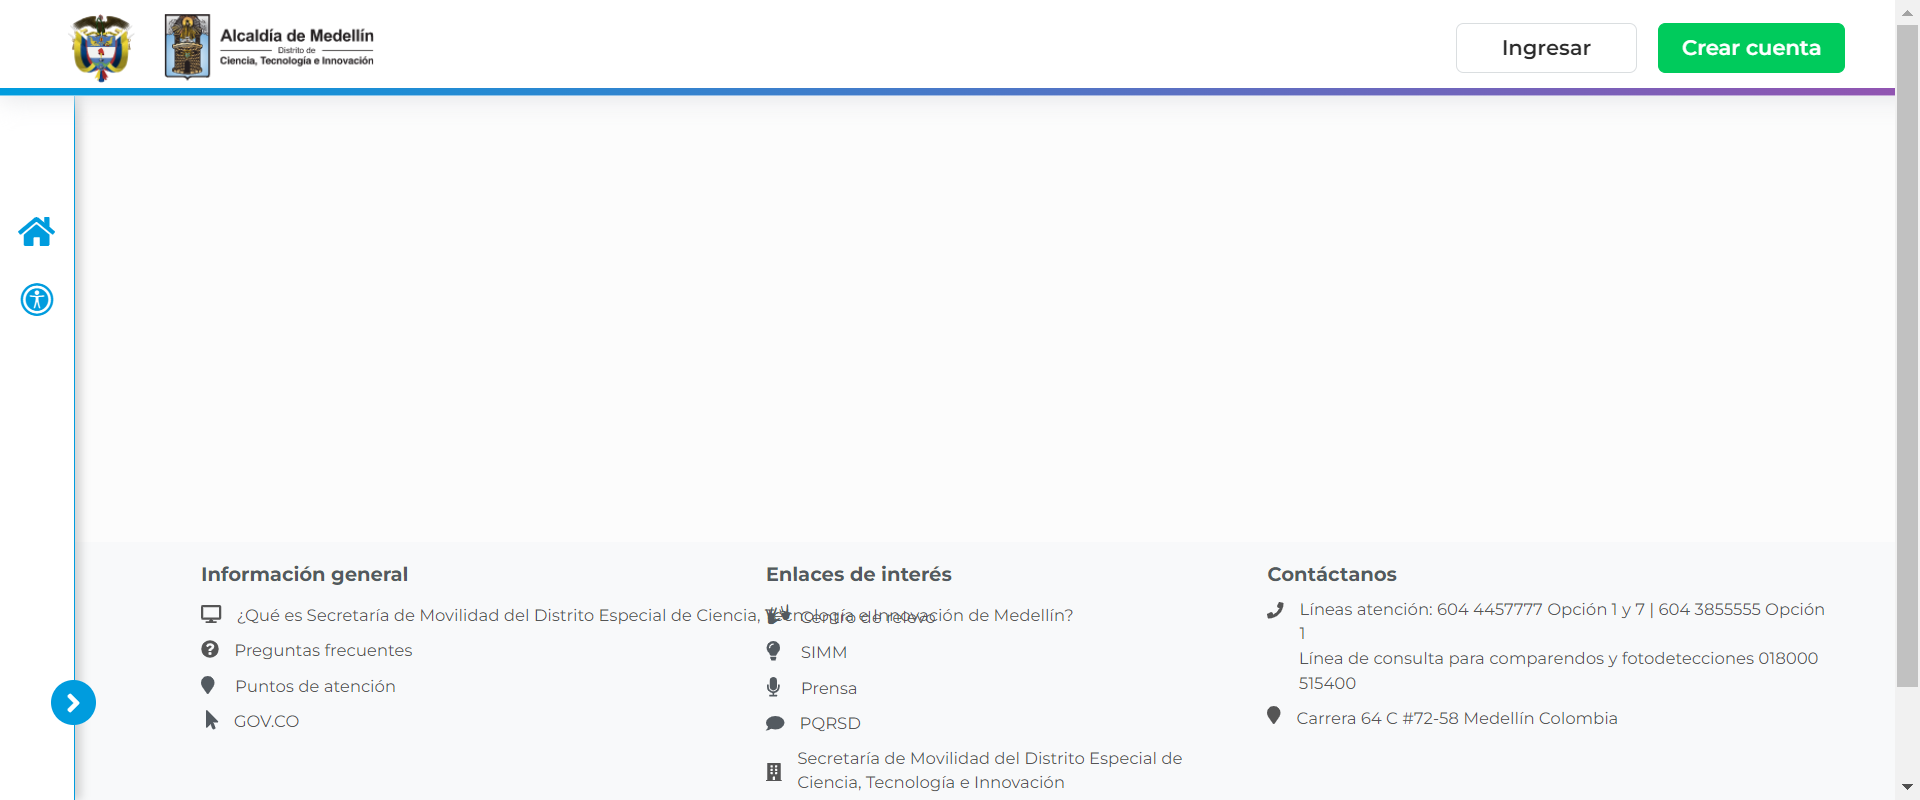 Alcaldía de Medellín
Distrito de
Ciencia, Tecnología e Innovación
Ingresar
Crear cuenta
Información general
¿Qué es Secretaría de Movilidad del Distrito Especial de Ciencia, Tecnología e Innovación de Medellín?
Preguntas frecuentes
Puntos de atención
GOV.CO
Enlaces de interés
Centro de relevo
SIMM
Prensa
PQRSD
Secretaría de Movilidad del Distrito Especial de
Ciencia, Tecnología e Innovación
Contáctanos
Líneas atención: 604 4457777 Opción 1 y 7 | 604 3855555 Opción
1
Línea de consulta para comparendos y fotodetecciones 018000
515400
Carrera 64 C #72-58 Medellín Colombia